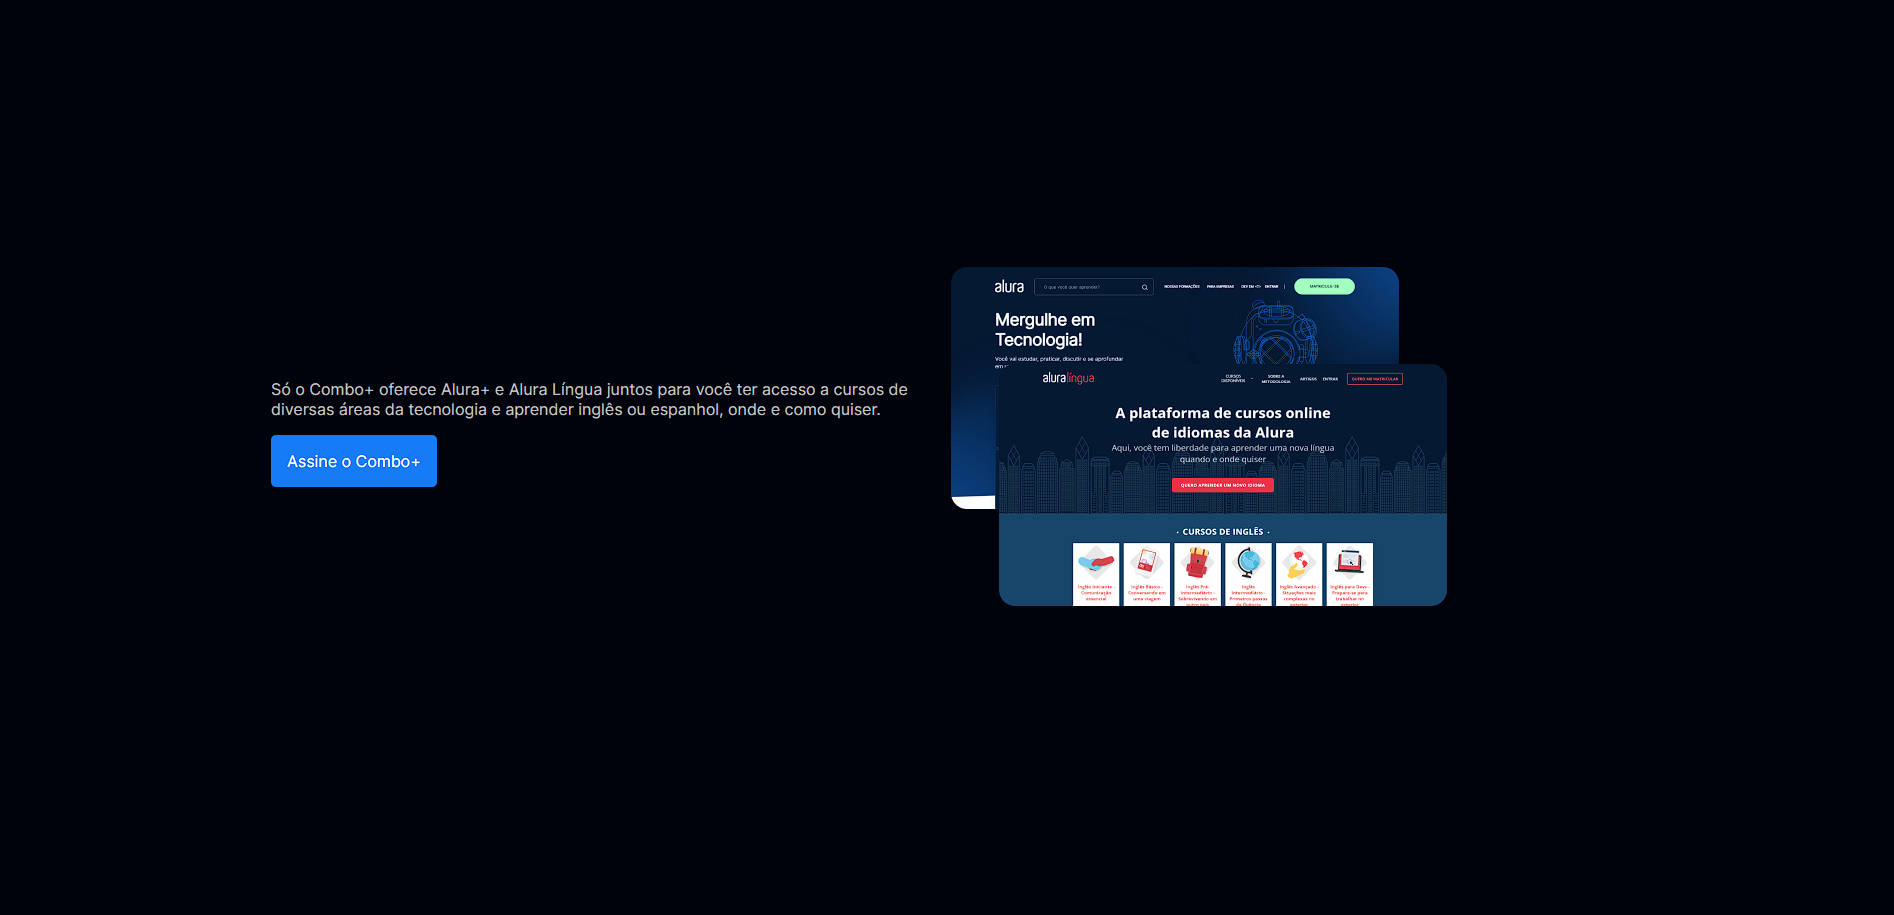 Só o Combo+ oferece Alura+ e Alura Língua juntos para você ter acesso a cursos de
diversas áreas da tecnologia e aprender inglês ou espanhol, onde e como quiser.
Assine o Combo+
alura
O que você quer aprender?
NOSSAS FORMAÇÕES
PARA EMPRESAS
DEV EM </>
ENTRAR
MATRICULE-SE
Mergulhe em
Tecnologia!
Você vai estudar, praticar, discutir e se aprofundar
em
aluralíngua
CURSOS
DISPONÍVEIS
SOBRE A
METODOLOGIA
ARTIGOS
ENTRAR
QUERO ME MATRICULAR
A plataforma de cursos online
de idiomas da Alura
Aqui, você tem liberdade para aprender uma nova língua
quando e onde quiser
QUERO APRENDER UM NOVO IDIOMA
· CURSOS DE INGLÊS ·
Inglês Iniciante -
Comunicação
essencial
Inglês Básico -
Conversando em
uma viagem
Inglês Pré-
intermediário -
Sobrevivendo em
outro país
Inglês
Intermediário -
Primeiros passos
da fluência
Inglês Avançado -
Situações mais
complexas no
exterior
Inglês para Devs -
Prepare-se para
trabalhar no
exterior